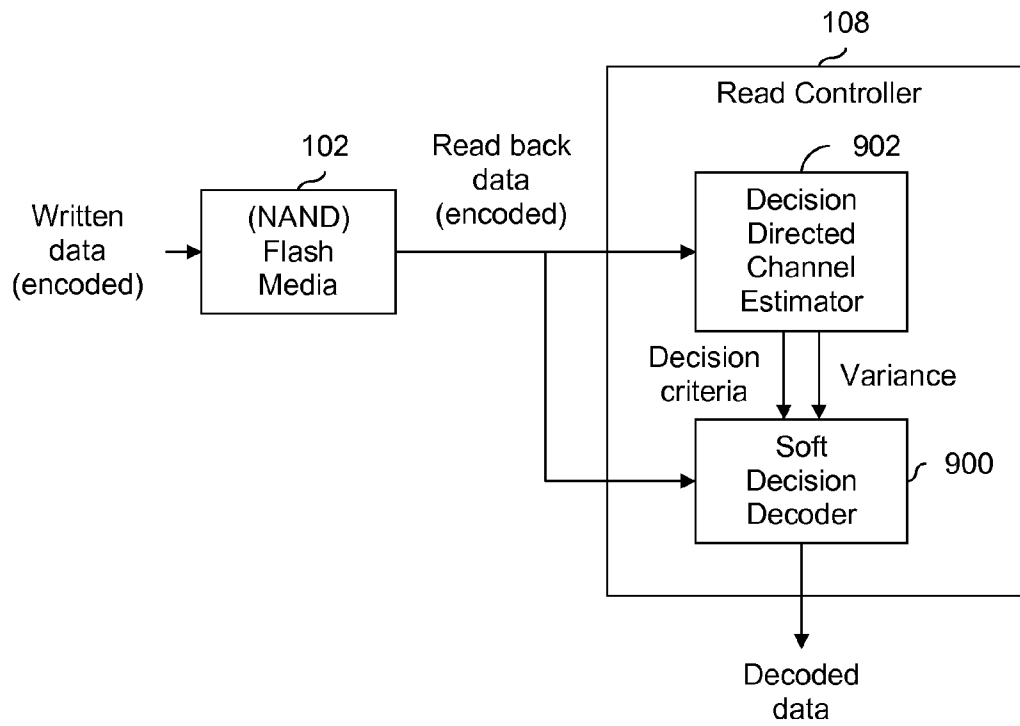 108
Read Controller
102
Read back
data
(encoded)
902
Written
data
(encoded)
(NAND)
Flash
Media
Decision
Directed
Channel
Estimator
Decision
criteria
Variance
Soft
Decision
Decoder
900
Decoded
data